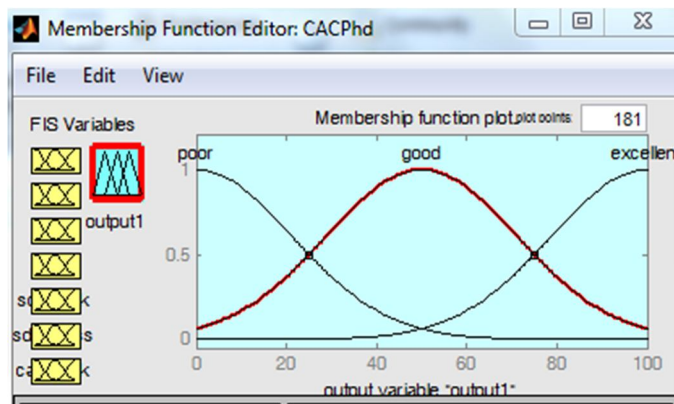 Membership Function Editor: CACPhd
File Edit View
FIS Variables
Membership function plots
plot points:
181
poor good excellen
output1
1
0.5
0
0 20 40 60 80 100
output variable "output1"